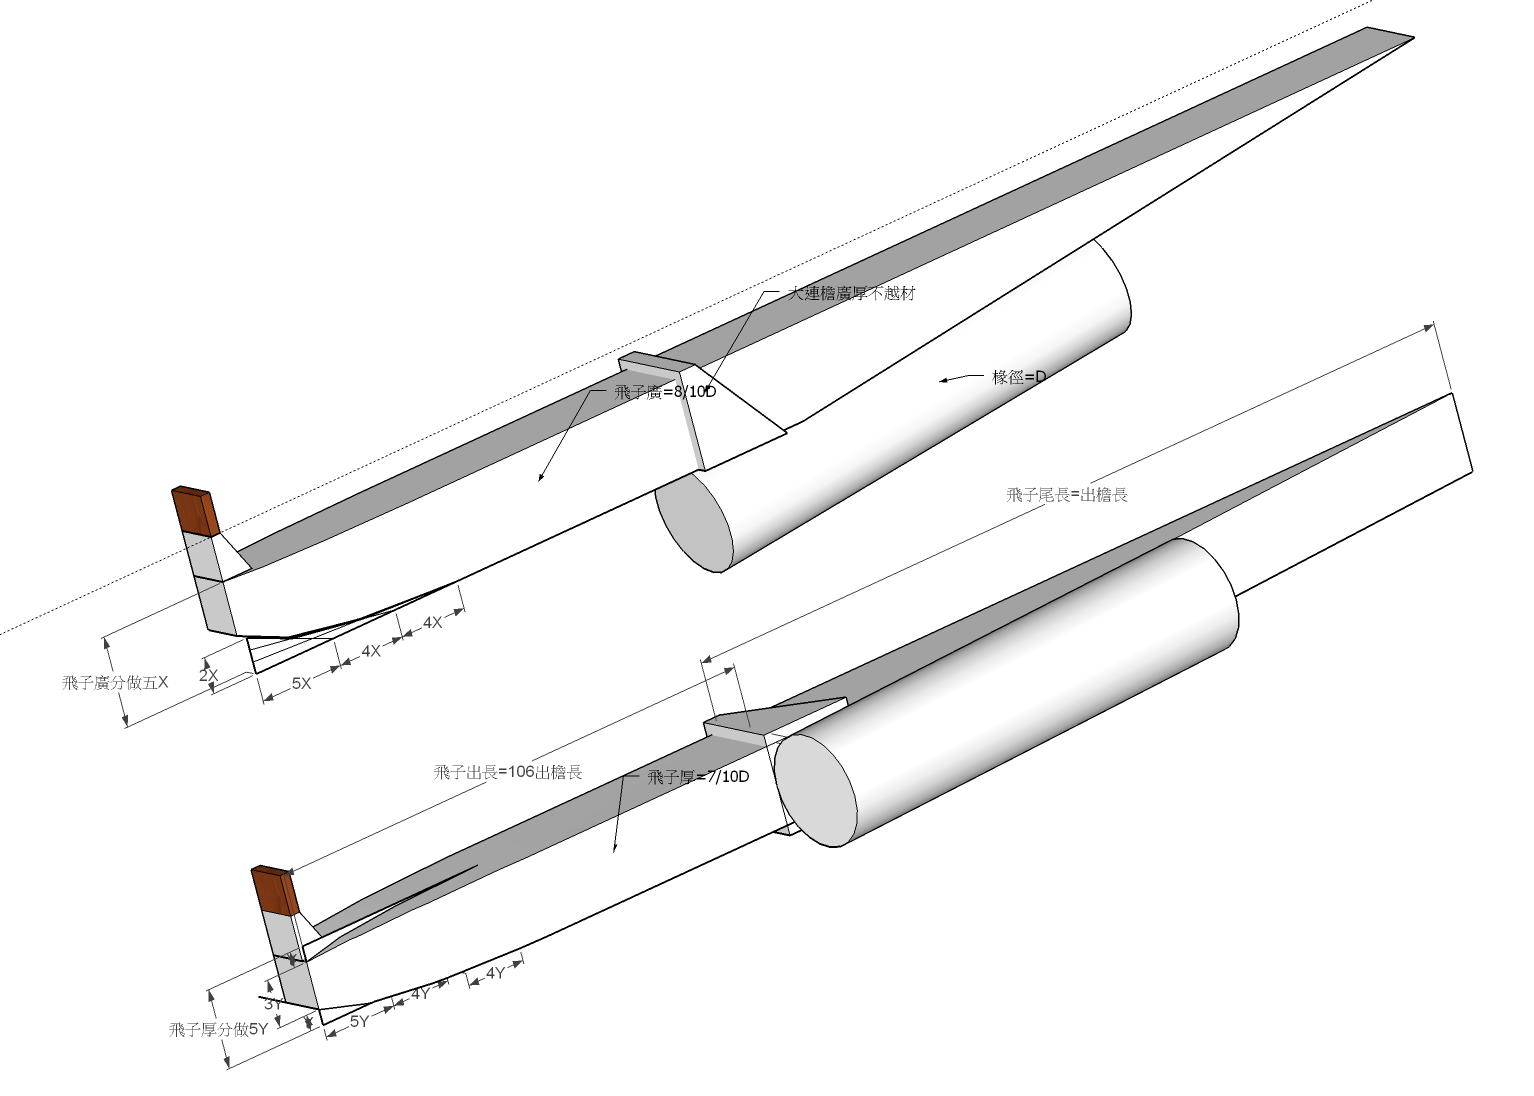 大連檐廣厚不越材
椽徑=D
飛子廣=8/10D
飛子尾長=出檐長
4X
4X
2X
飛子廣分做五X
5X
飛子出長=106出檐長
飛子厚=7/10D
Y
4Y
4Y
3Y
Y
5Y
飛子厚分做5Y